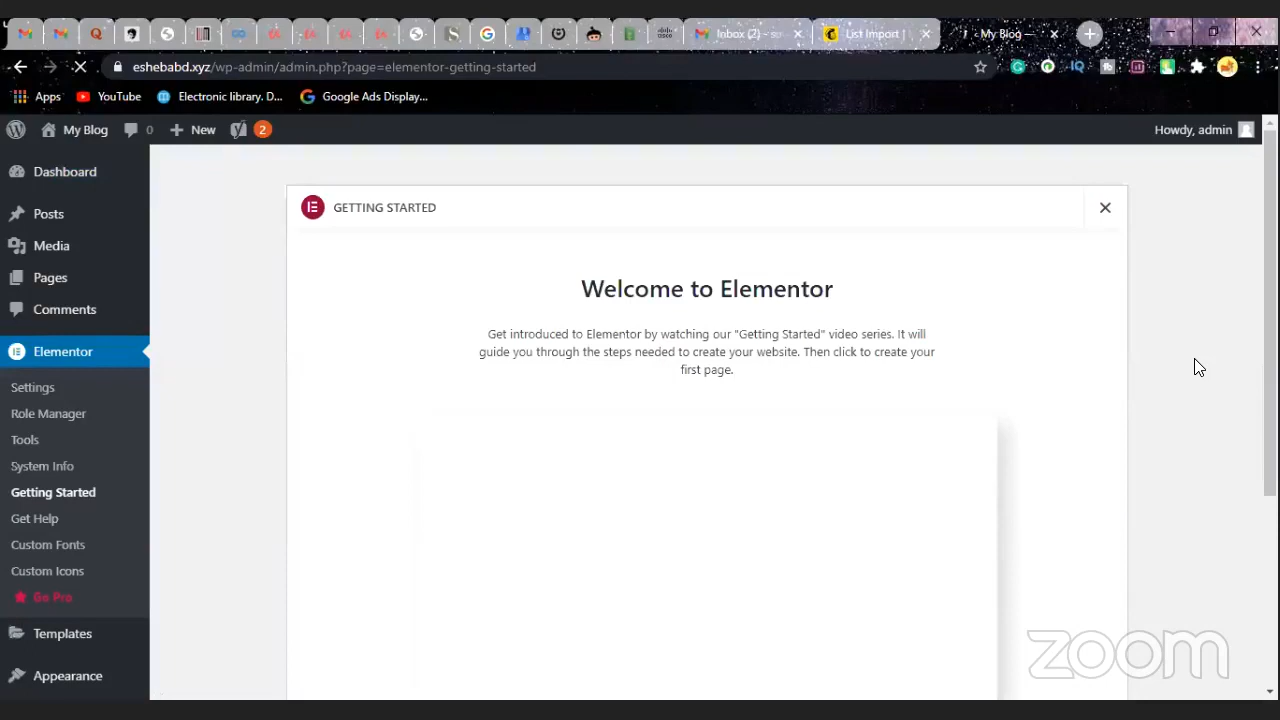 Inbox (2) - se
List Import
My Blog —
eshebabd.xyz/wp-admin/admin.php?page=elementor-getting-started
Apps
YouTube
Electronic library. D...
Google Ads Display...
My Blog
0
New
2
Howdy, admin
Dashboard
Posts
Media
Pages
Comments
Elementor
Settings
Role Manager
Tools
System Info
Getting Started
Get Help
Custom Fonts
Custom Icons
Go Pro
Templates
Appearance
GETTING STARTED
Welcome to Elementor
Get introduced to Elementor by watching our "Getting Started" video series. It will
guide you through the steps needed to create your website. Then click to create your
first page.
zoom